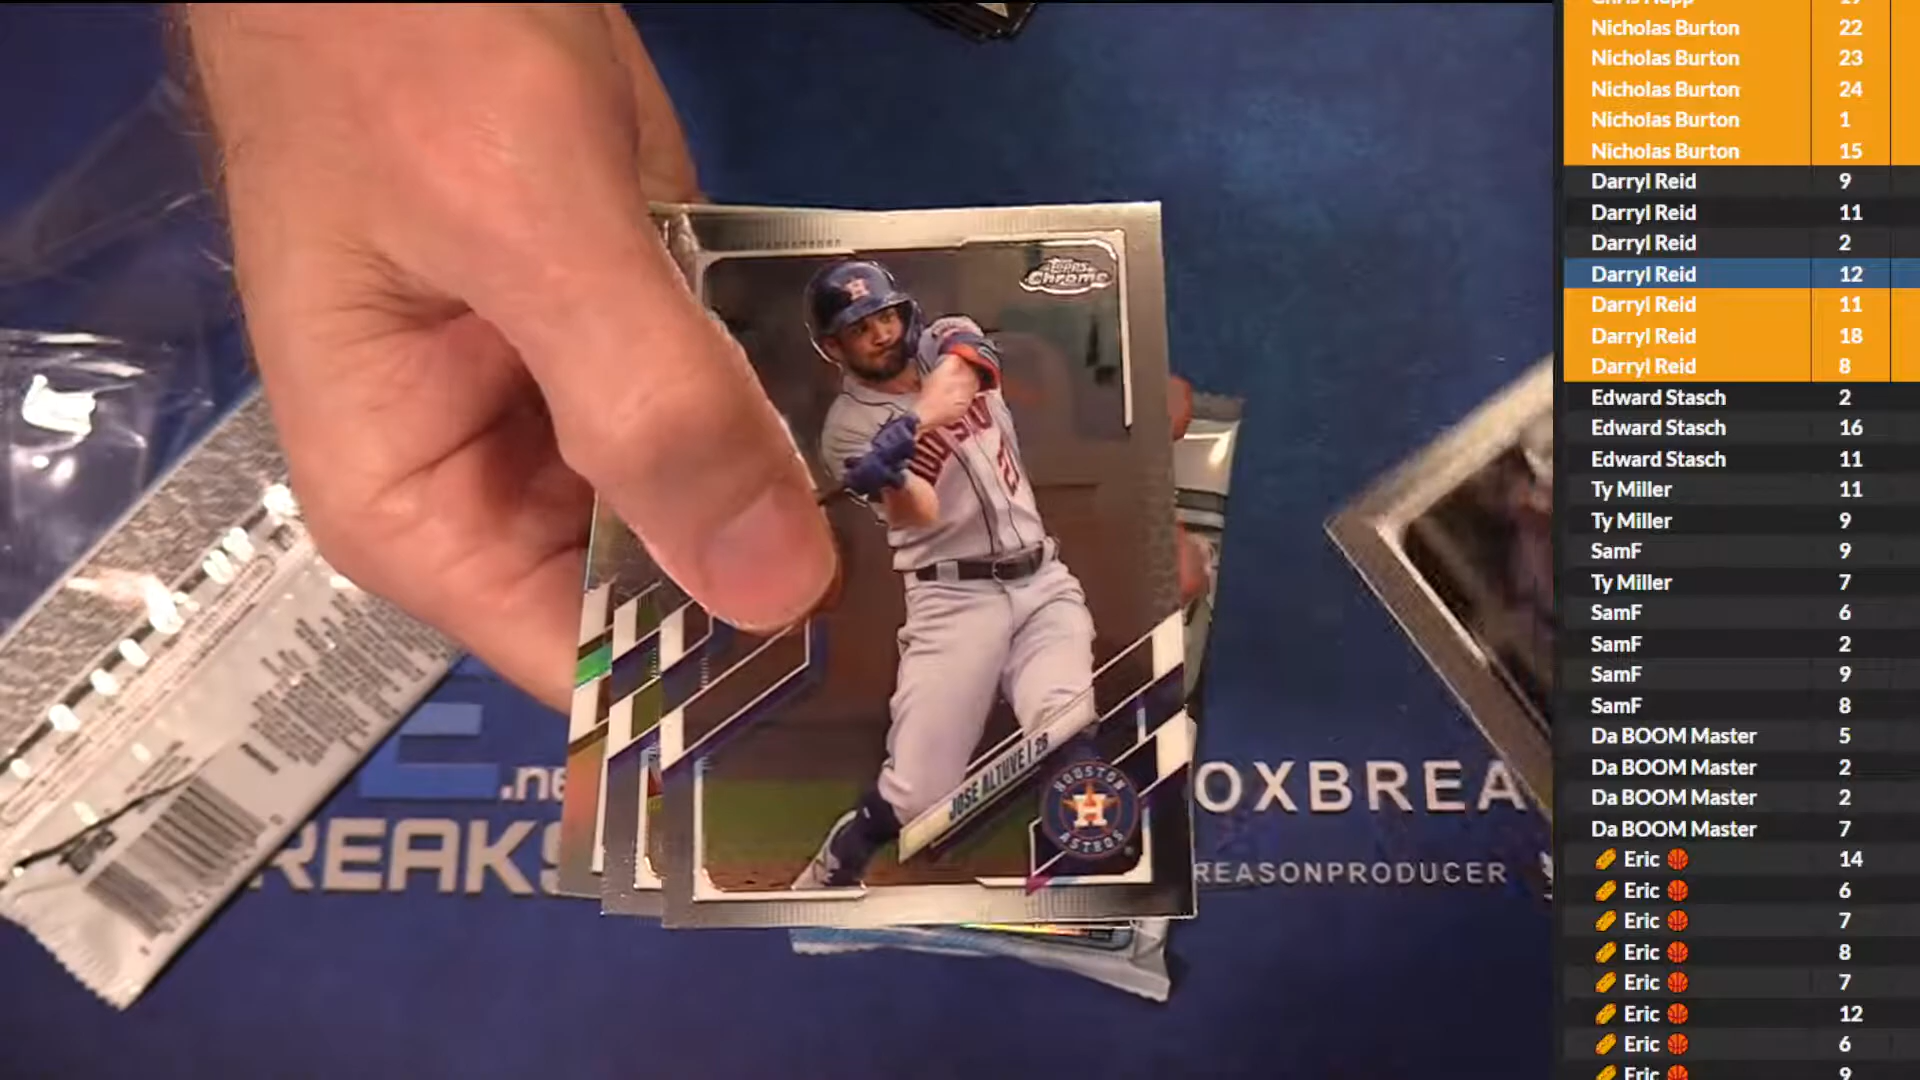 TOPPS
Chrome
HOUSTON
2
JOSE ALTUVE | 2B
HOUSTON
H
ASTROS
.ne
REAKS
OXBREA
REASONPRODUCER
Nicholas Burton 22
Nicholas Burton 23
Nicholas Burton 24
Nicholas Burton 1
Nicholas Burton 15
Darryl Reid 9
Darryl Reid 11
Darryl Reid 2
Darryl Reid 12
Darryl Reid 11
Darryl Reid 18
Darryl Reid 8
Edward Stasch 2
Edward Stasch 16
Edward Stasch 11
Ty Miller 11
Ty Miller 9
SamF 9
Ty Miller 7
SamF 6
SamF 2
SamF 9
SamF 8
Da BOOM Master 5
Da BOOM Master 2
Da BOOM Master 2
Da BOOM Master 7
Eric 14
Eric 6
Eric 7
Eric 8
Eric 7
Eric 12
Eric 6
Eric 9